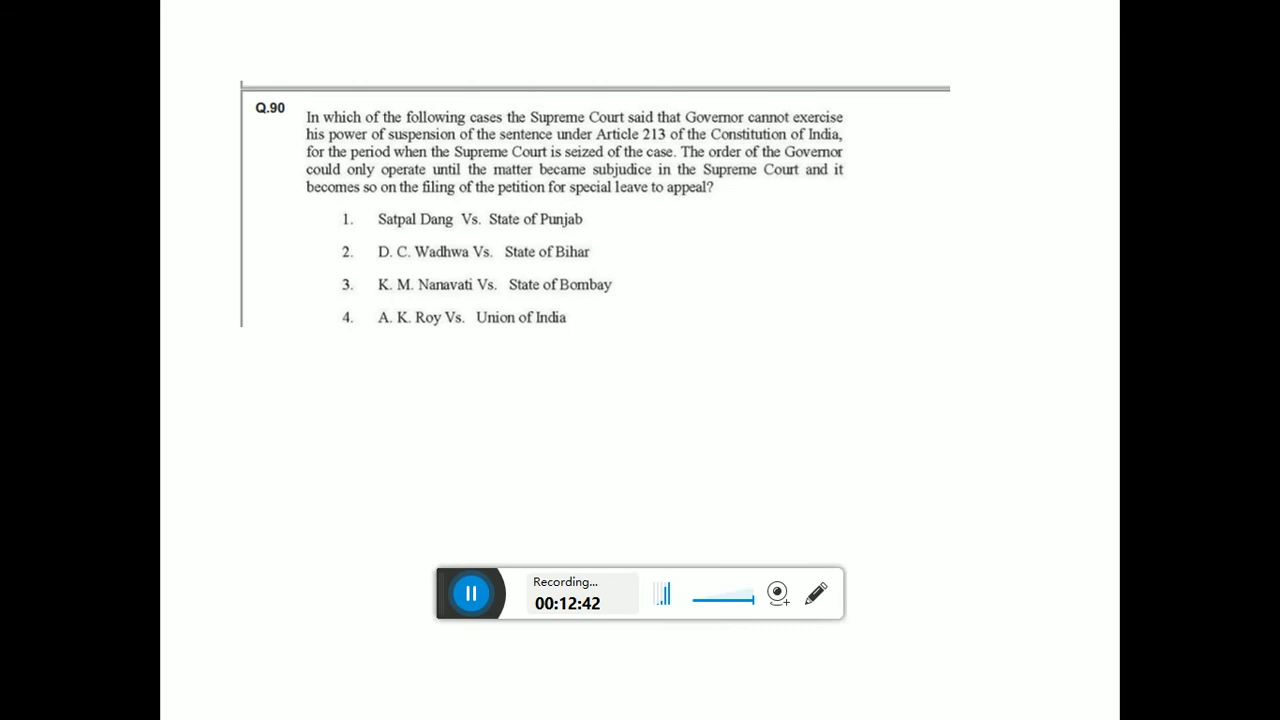 Q.90
In which of the following cases the Supreme Court said that Governor cannot exercise
his power of suspension of the sentence under Article 213 of the Constitution of India,
for the period when the Supreme Court is seized of the case. The order of the Governor
could only operate until the matter became subjudice in the Supreme Court and it
becomes so on the filing of the petition for special leave to appeal?
1. Satpal Dang Vs. State of Punjab
2. D. C. Wadhwa Vs. State of Bihar
3. K. M. Nanavati Vs. State of Bombay
4. A. K. Roy Vs. Union of India
Recording...
00:12:42